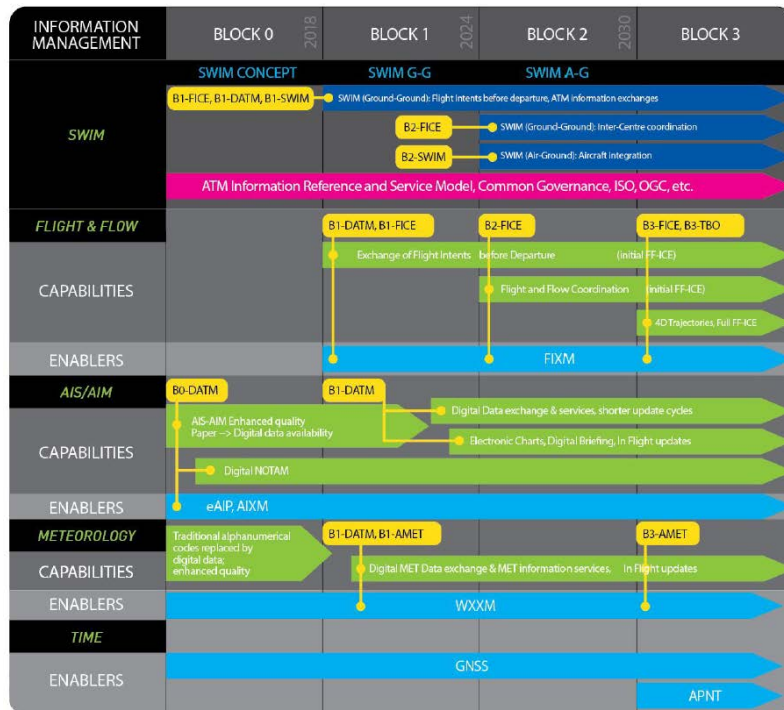 INFORMATION
MANAGEMENT
BLOCK 0
2018
BLOCK 1
2024
BLOCK 2
2030
BLOCK 3
SWIM CONCEPT
SWIM G-G
SWIM A-G
SWIM
B1-FICE, B1-DATM, B1-SWIM
SWIM (Ground-Ground): Flight Intents before departure, ATM information exchanges
B2-FICE
SWIM (Ground-Ground): Inter-Centre coordination
B2-SWIM
SWIM (Air-Ground): Aircraft integration
ATM Information Reference and Service Model, Common Governance, ISO, OGC, etc.
FLIGHT & FLOW
B1-DATM, B1-FICE
B2-FICE
B3-FICE, B3-TBO
CAPABILITIES
Exchange of Flight Intents before Departure (initial FF-ICE)
Flight and Flow Coordination (initial FF-ICE)
4D Trajectories, Full FF-ICE
ENABLERS
FIXM
AIS/AIM
B0-DATM
B1-DATM
CAPABILITIES
AIS-AIM Enhanced quality
Paper --> Digital data availability
Digital Data exchange & services, shorter update cycles
Electronic Charts, Digital Briefing, In Flight updates
Digital NOTAM
ENABLERS
eAIP, AIXM
METEOROLOGY
B1-DATM, B1-AMET
B3-AMET
CAPABILITIES
Traditional alphanumerical
codes replaced by
digital data;
enhanced quality
Digital MET Data exchange & MET information services, In Flight updates
ENABLERS
WXXM
TIME
ENABLERS
GNSS
APNT